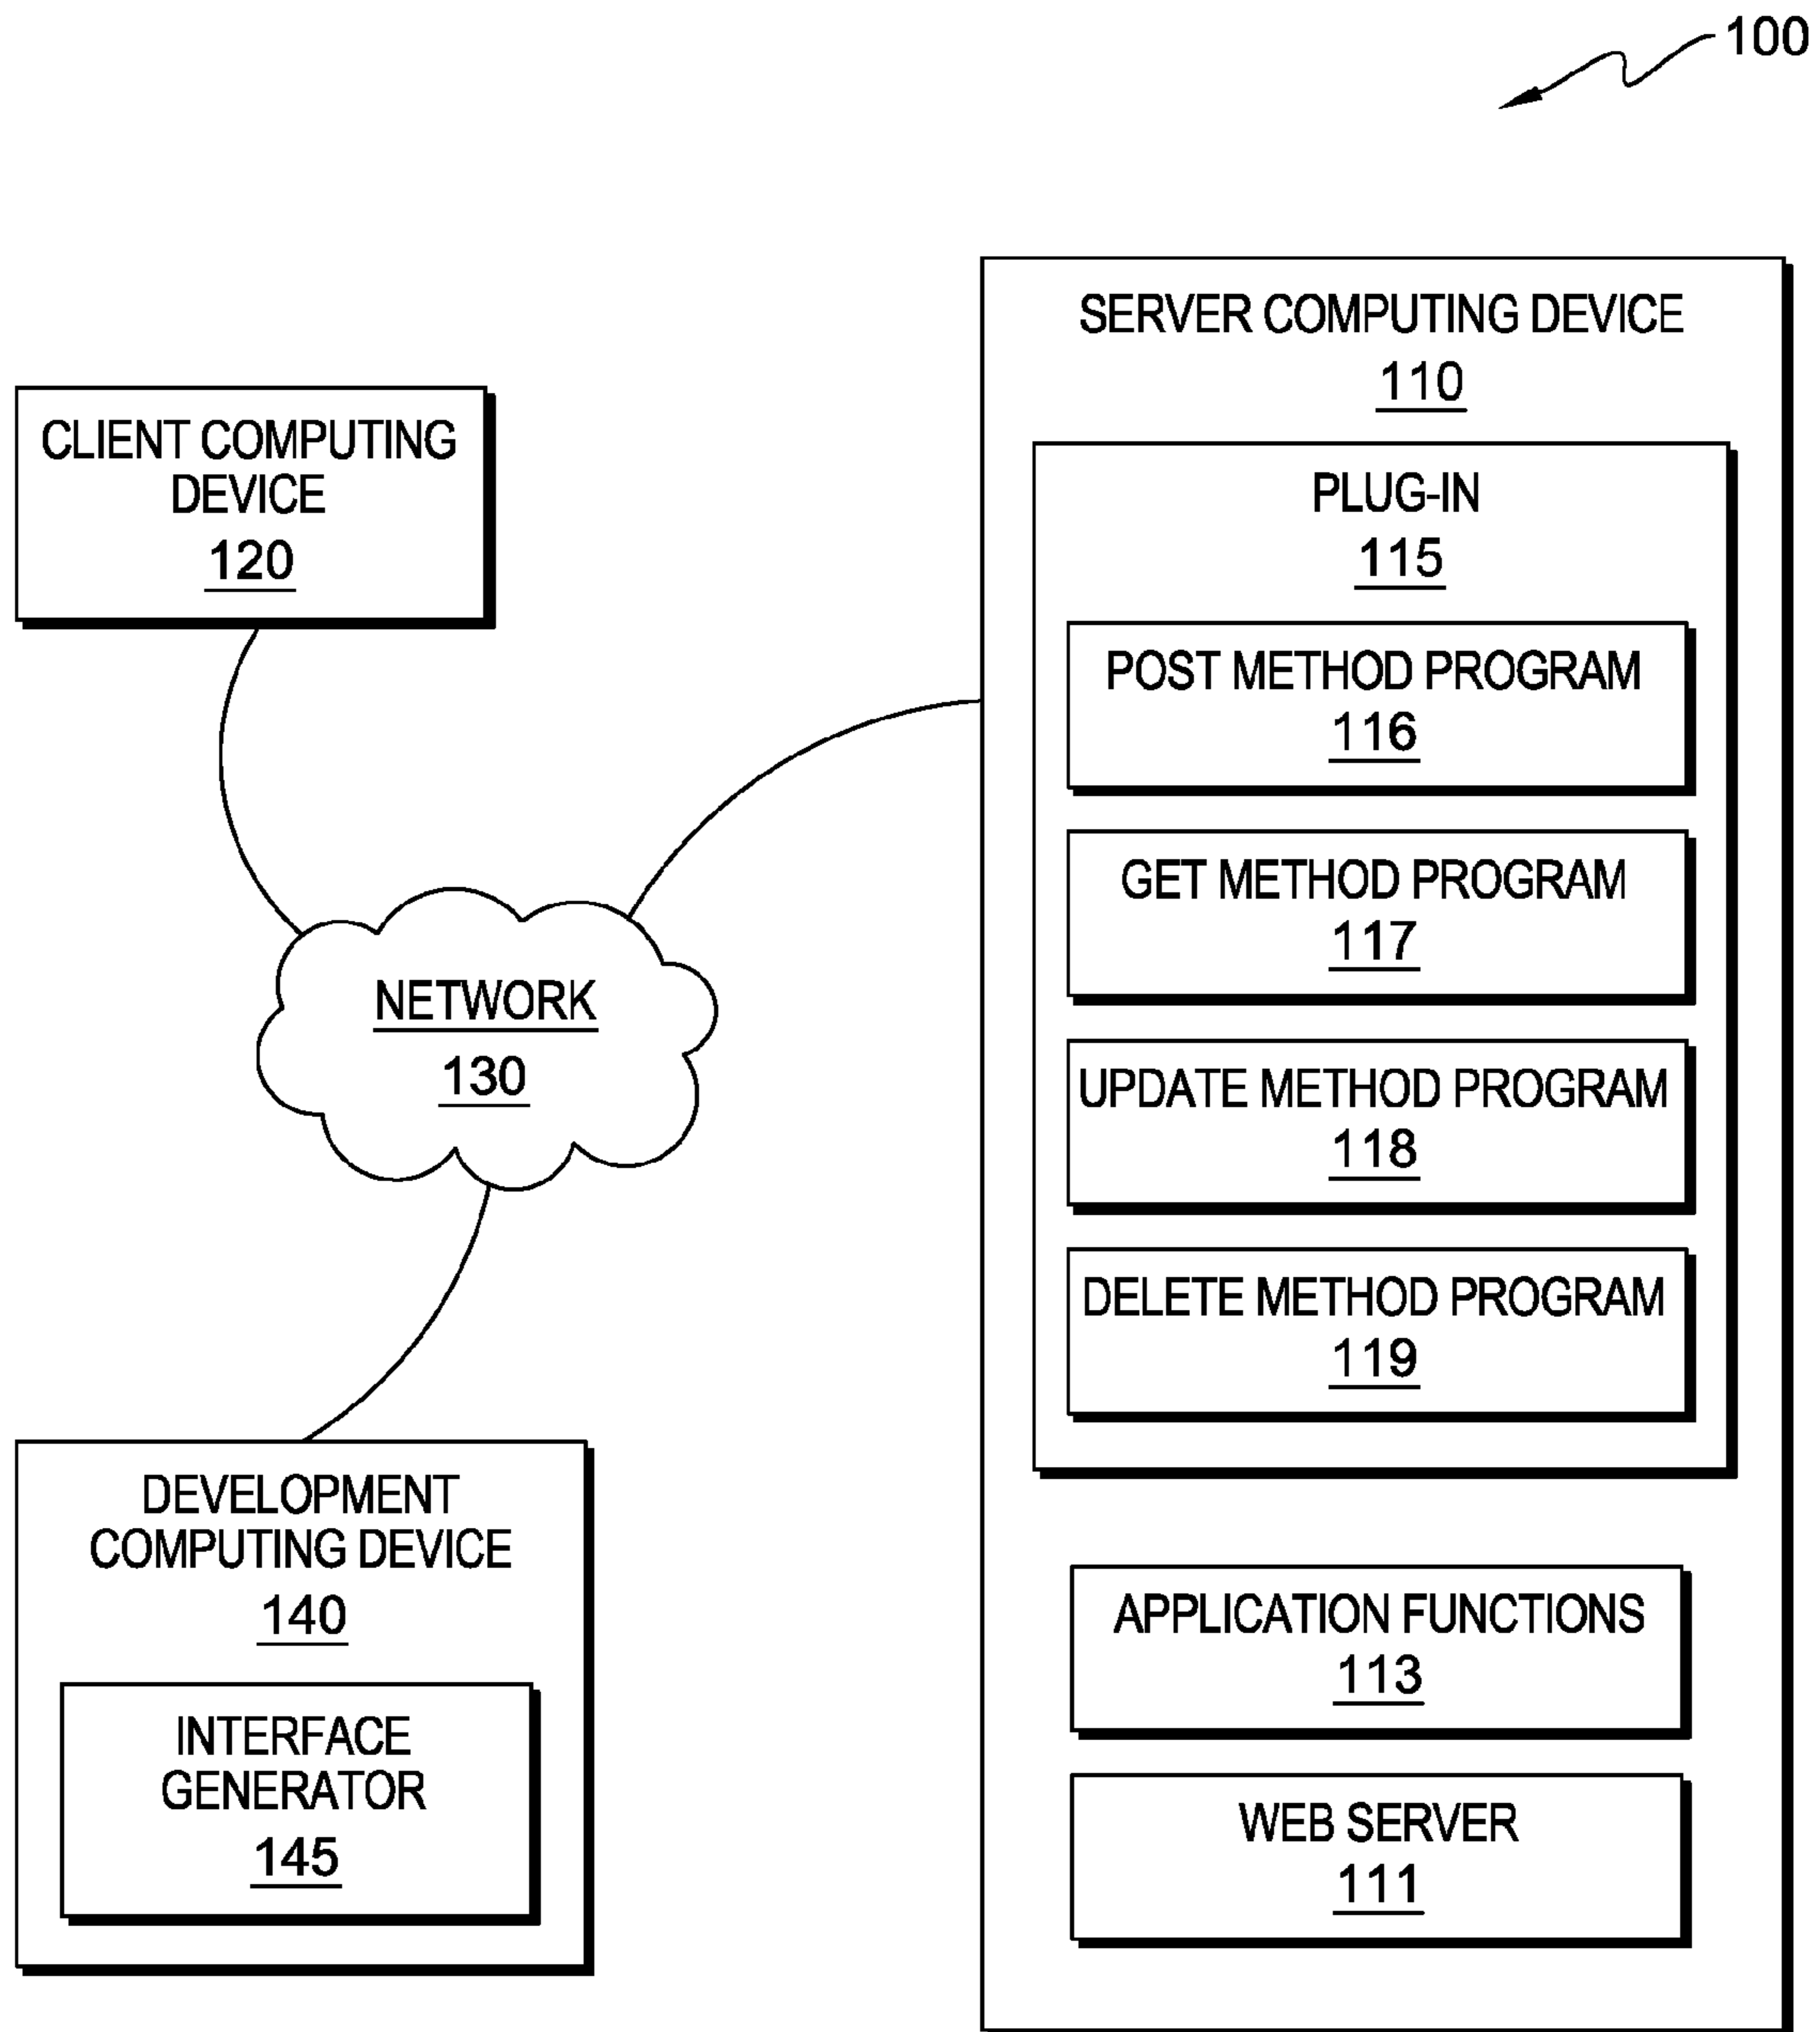 100
SERVER COMPUTING DEVICE
110
PLUG-IN
115
POST METHOD PROGRAM
116
GET METHOD PROGRAM
117
UPDATE METHOD PROGRAM
118
DELETE METHOD PROGRAM
119
APPLICATION FUNCTIONS
113
WEB SERVER
111
CLIENT COMPUTING
DEVICE
120
NETWORK
130
DEVELOPMENT
COMPUTING DEVICE
140
INTERFACE
GENERATOR
145